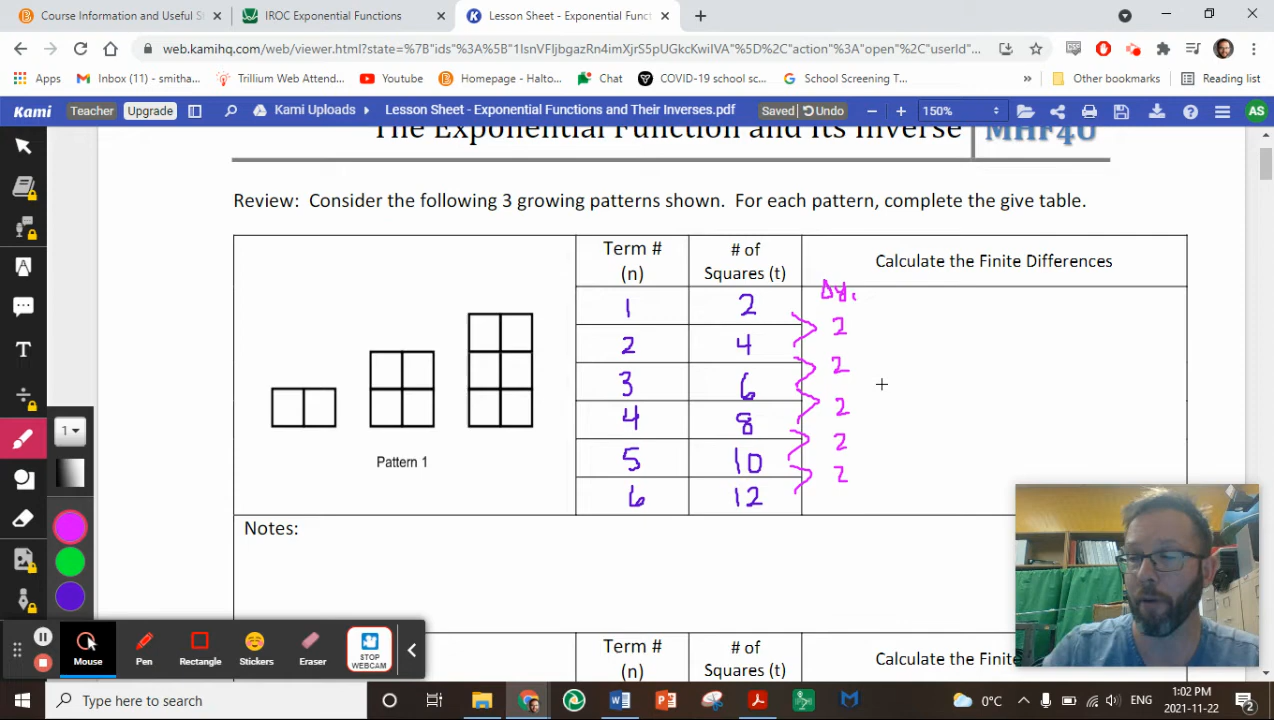 Course Information and Useful S
IROC Exponential Functions
Lesson Sheet - Exponential Funct
web.kamihq.com/web/viewer.html?state=%7B"ids"%3A%5B"1IsnVFIjbgazRn4imXjrS5pUGkgcKwiIVA"%5D%2C"action"%3A"open"%2C"userId"...
Apps
Inbox (11) - smitha...
Trillium Web Attend...
Youtube
Homepage - Halto...
Chat
COVID-19 school sc...
School Screening T...
»
Other bookmarks
Reading list
Kami
Teacher
Upgrade
Kami Uploads
Lesson Sheet - Exponential Functions and Their Inverses.pdf
Saved
Undo
150%
AS
The Exponential Function and Its Inverse
MHF4U
Review: Consider the following 3 growing patterns shown. For each pattern, complete the give table.
Term # (n)
# of Squares (t)
Calculate the Finite Differences
Δy₁
1 2
2
2 4
2
3 6
2
4 8
2
5 10
2
6 12
Pattern 1
Notes:
Term # (n)
# of Squares (t)
Calculate the Finite
1
Mouse
Pen
Rectangle
Stickers
Eraser
STOP WEBCAM
Type here to search
0°C
ENG
1:02 PM
2021-11-22
2